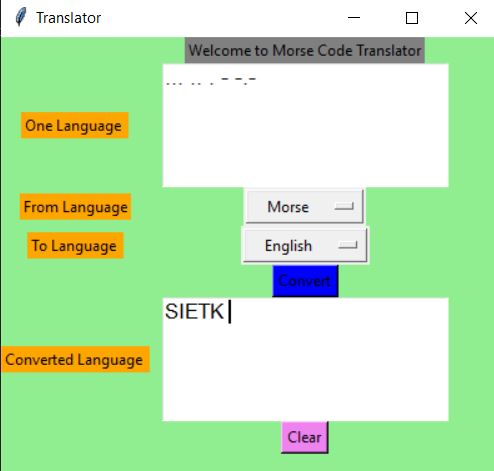 Translator
Welcome to Morse Code Translator
... .. . - -.-
One Language
From Language
Morse
To Language
English
Convert
SIETK
Converted Language
Clear